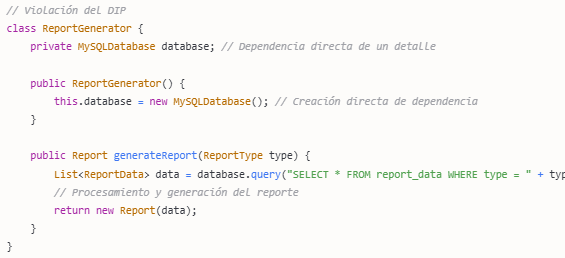 // Violación del DIP
class ReportGenerator {
    private MySQLDatabase database; // Dependencia directa de un detalle

    public ReportGenerator() {
        this.database = new MySQLDatabase(); // Creación directa de dependencia
    }

    public Report generateReport(ReportType type) {
        List<ReportData> data = database.query("SELECT * FROM report_data WHERE type = " + typ
        // Procesamiento y generación del reporte
        return new Report(data);
    }
}